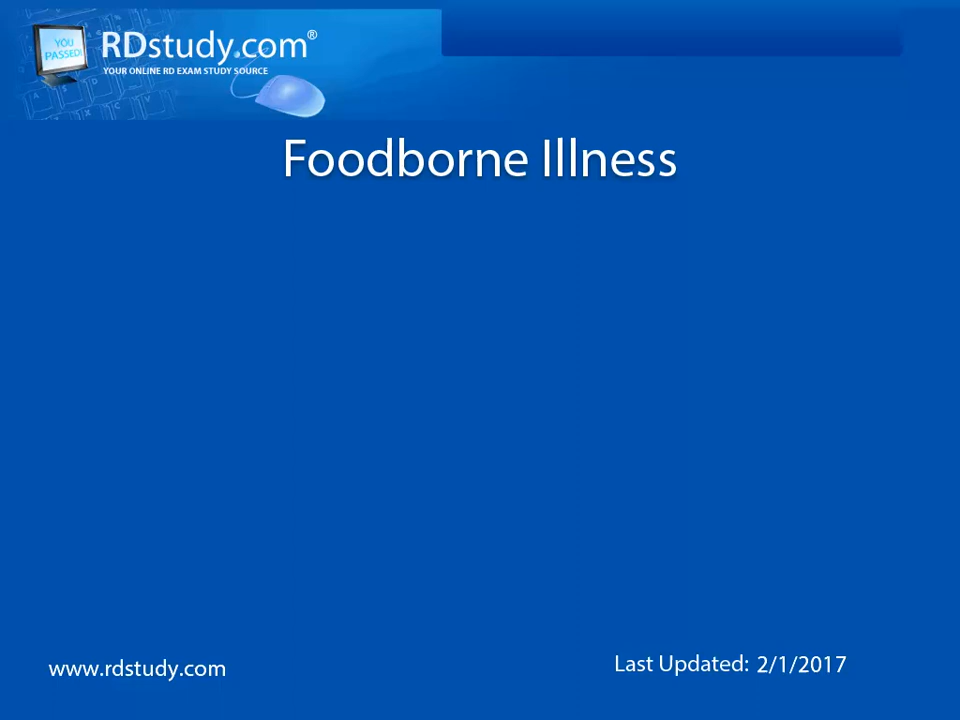 YOU
PASSED!
RDstudy.com®
YOUR ONLINE RD EXAM STUDY SOURCE
Foodborne Illness
www.rdstudy.com
Last Updated: 2/1/2017